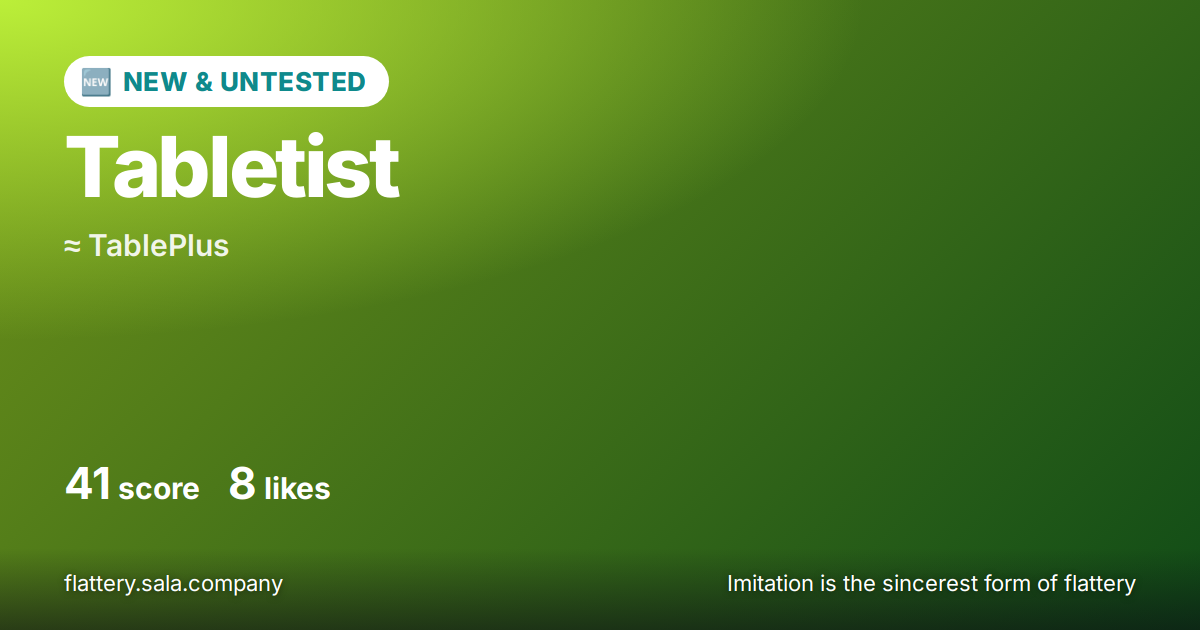 🆕 NEW & UNTESTED
Tabletist
≈ TablePlus
41 score 8 likes
flattery.sala.company
Imitation is the sincerest form of flattery